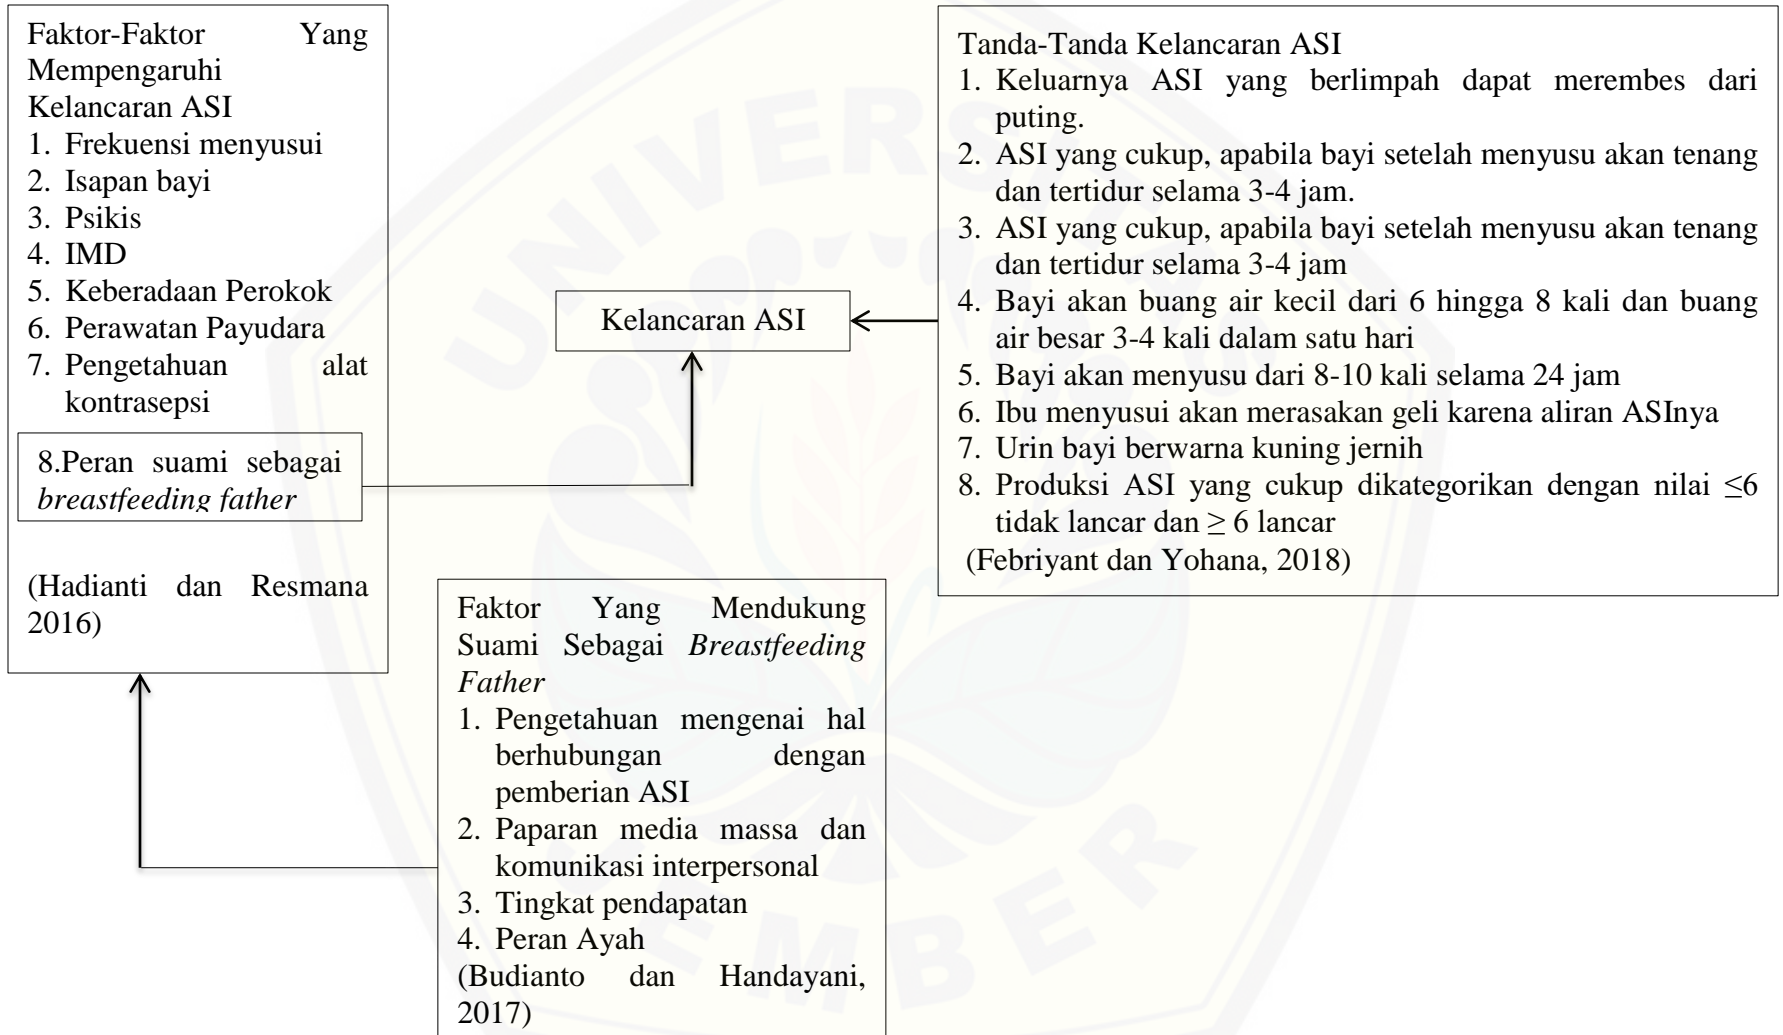 Faktor-Faktor Yang
Mempengaruhi
Kelancaran ASI
1. Frekuensi menyusui
2. Isapan bayi
3. Psikis
4. IMD
5. Keberadaan Perokok
6. Perawatan Payudara
7. Pengetahuan alat
kontrasepsi
8.Peran suami sebagai
breastfeeding father
(Hadianti dan Resmana
2016)
Kelancaran ASI
Tanda-Tanda Kelancaran ASI
1. Keluarnya ASI yang berlimpah dapat merembes dari
puting.
2. ASI yang cukup, apabila bayi setelah menyusu akan tenang
dan tertidur selama 3-4 jam.
3. ASI yang cukup, apabila bayi setelah menyusu akan tenang
dan tertidur selama 3-4 jam
4. Bayi akan buang air kecil dari 6 hingga 8 kali dan buang
air besar 3-4 kali dalam satu hari
5. Bayi akan menyusu dari 8-10 kali selama 24 jam
6. Ibu menyusui akan merasakan geli karena aliran ASInya
7. Urin bayi berwarna kuning jernih
8. Produksi ASI yang cukup dikategorikan dengan nilai ≤6
tidak lancar dan ≥ 6 lancar
(Febriyant dan Yohana, 2018)
Faktor Yang Mendukung
Suami Sebagai Breastfeeding
Father
1. Pengetahuan mengenai hal
berhubungan dengan
pemberian ASI
2. Paparan media massa dan
komunikasi interpersonal
3. Tingkat pendapatan
4. Peran Ayah
(Budianto dan Handayani,
2017)
UNIVERSITAS
JEMBER